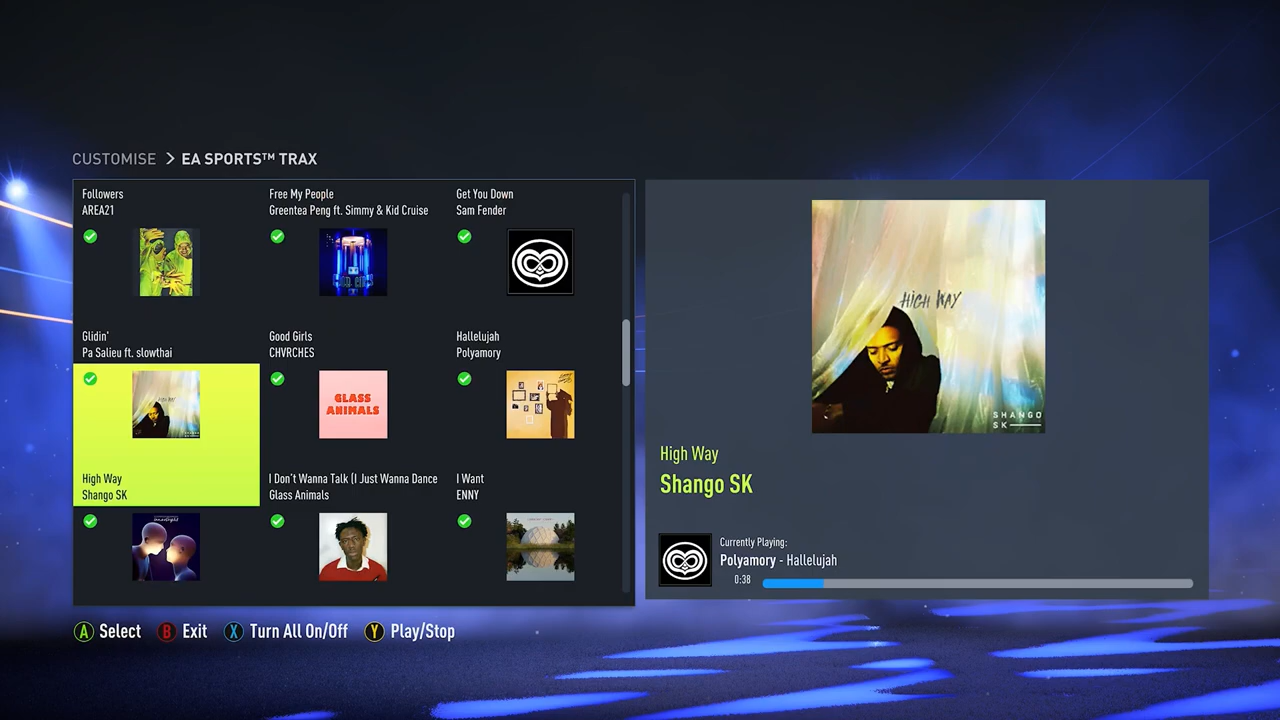 CUSTOMISE > EA SPORTS™ TRAX
Followers
AREA21
Free My People
Greentea Peng ft. Simmy & Kid Cruise
Get You Down
Sam Fender
Glidin'
Pa Salieu ft. slowthai
Good Girls
CHVRCHES
Hallelujah
Polyamory
HIGH WAY
GLASS
ANIMALS
High Way
Shango SK
I Don't Wanna Talk (I Just Wanna Dance
Glass Animals
I Want
ENNY
HIGH WAY
SHANGO
SK
High Way
Shango SK
Currently Playing:
Polyamory - Hallelujah
0:38
A Select
B Exit
X Turn All On/Off
Y Play/Stop